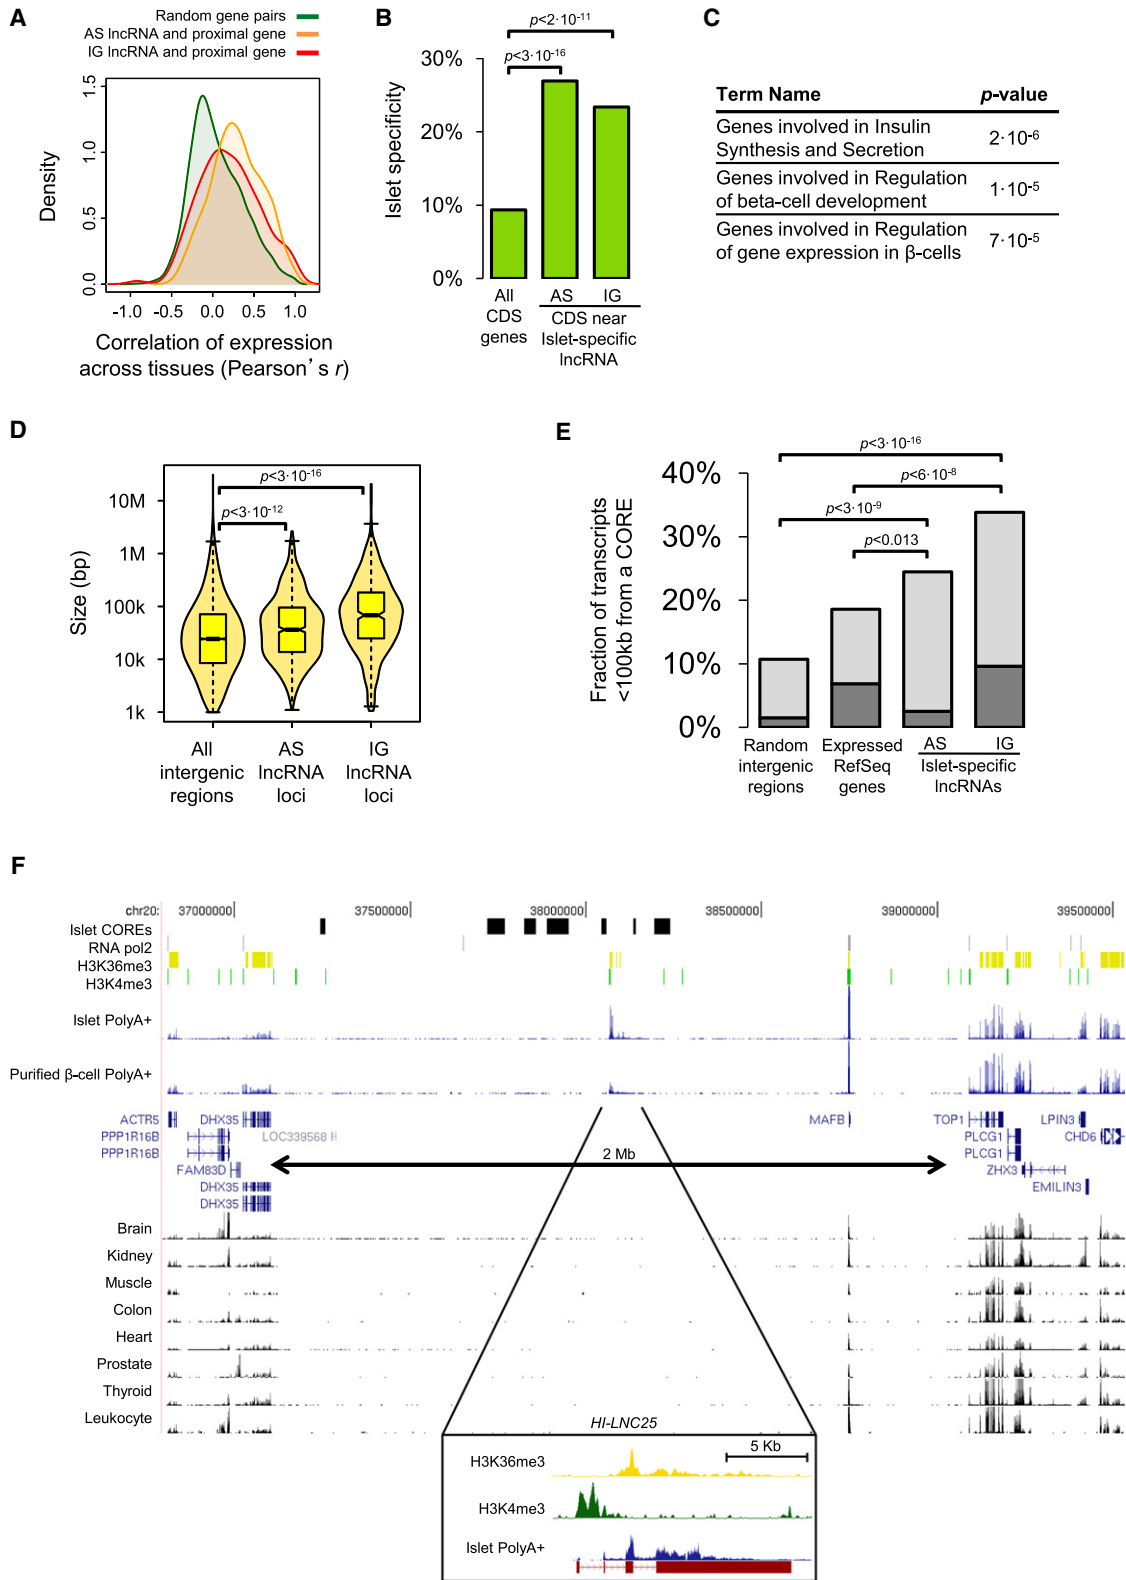 A
Random gene pairs
AS lncRNA and proximal gene
IG lncRNA and proximal gene
Density
1.5
1.0
0.5
0.0
-1.0 -0.5 0.0 0.5 1.0
Correlation of expression
across tissues (Pearson's r)
B
p<2·10-11
p<3·10-16
Islet specificity
30%
20%
10%
0%
All
CDS
genes
AS IG
CDS near
Islet-specific
lncRNA
C
Term Name p-value
Genes involved in Insulin
Synthesis and Secretion 2·10-6
Genes involved in Regulation
of beta-cell development 1·10-5
Genes involved in Regulation
of gene expression in β-cells 7·10-5
D
Size (bp)
10M
1M
100k
10k
1k
p<3·10-16
p<3·10-12
All
intergenic
regions
AS
lncRNA
loci
IG
lncRNA
loci
E
Fraction of transcripts
<100kb from a CORE
40%
30%
20%
10%
0%
p<3·10-16
p<6·10-8
p<3·10-9
p<0.013
Random
intergenic
regions
Expressed
RefSeq
genes
AS IG
Islet-specific
lncRNAs
F
chr20: 37000000 37500000 38000000 38500000 39000000 39500000
Islet COREs
RNA pol2
H3K36me3
H3K4me3
Islet PolyA+
Purified β-cell PolyA+
ACTR5 DHX35 MAFB TOP1 LPIN3
PPP1R16B LOC339568 PLCG1 CHD6
PPP1R16B PLCG1
2 Mb
FAM83D ZHX3
DHX35 EMILIN3
DHX35
Brain
Kidney
Muscle
Colon
Heart
Prostate
Thyroid
Leukocyte
HI-LNC25
5 Kb
H3K36me3
H3K4me3
Islet PolyA+